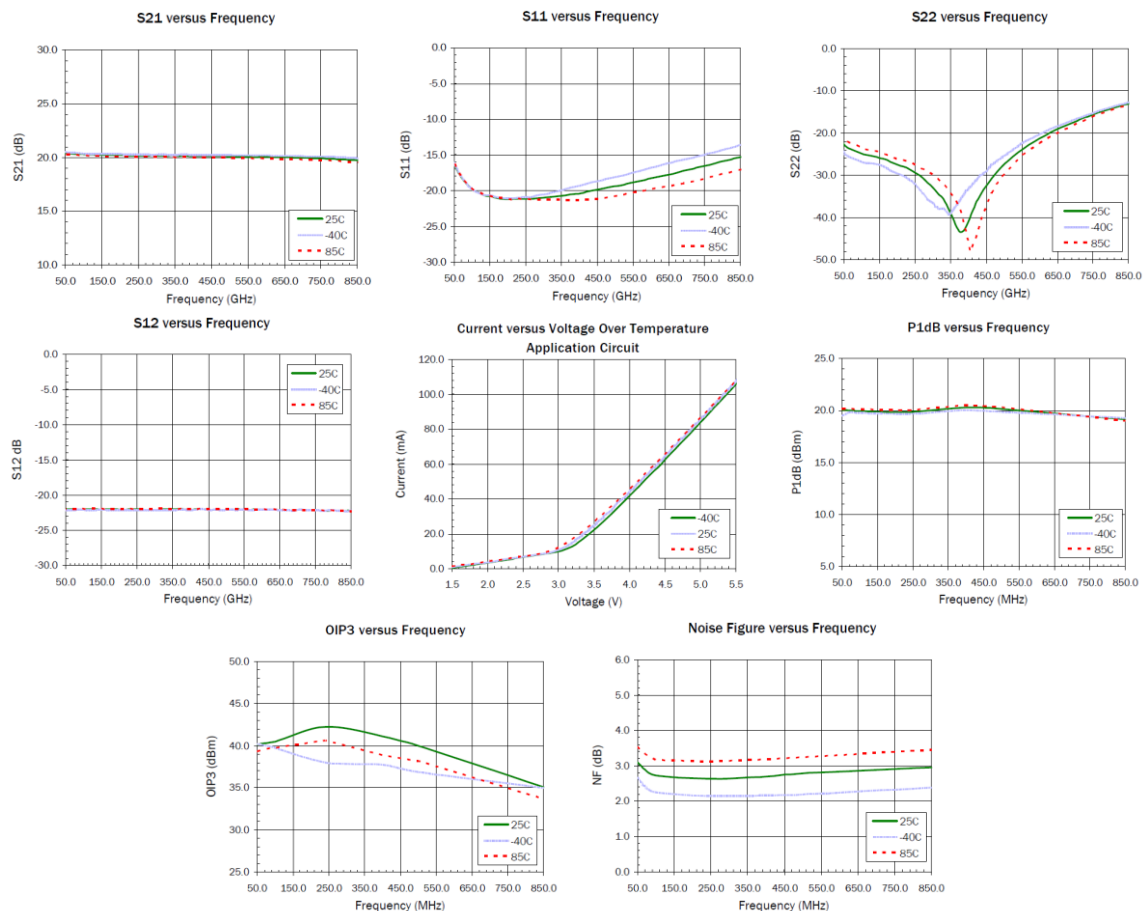 S21 versus Frequency
30.0
25.0
20.0
15.0
10.0
S21 (dB)
25C
-40C
85C
50.0 150.0 250.0 350.0 450.0 550.0 650.0 750.0 850.0
Frequency (GHz)
S11 versus Frequency
0.0
-5.0
-10.0
-15.0
-20.0
-25.0
-30.0
S11 (dB)
25C
-40C
85C
50.0 150.0 250.0 350.0 450.0 550.0 650.0 750.0 850.0
Frequency (GHz)
S22 versus Frequency
0.0
-10.0
-20.0
-30.0
-40.0
-50.0
S22 (dB)
25C
-40C
85C
50.0 150.0 250.0 350.0 450.0 550.0 650.0 750.0 850.0
Frequency (GHz)
S12 versus Frequency
0.0
-5.0
-10.0
-15.0
-20.0
-25.0
-30.0
S12 dB
25C
-40C
85C
50.0 150.0 250.0 350.0 450.0 550.0 650.0 750.0 850.0
Frequency (GHz)
Current versus Voltage Over Temperature
Application Circuit
120.0
100.0
80.0
60.0
40.0
20.0
0.0
Current (mA)
-40C
25C
85C
1.5 2.0 2.5 3.0 3.5 4.0 4.5 5.0 5.5
Voltage (V)
P1dB versus Frequency
25.0
20.0
15.0
10.0
5.0
P1dB (dBm)
25C
-40C
85C
50.0 150.0 250.0 350.0 450.0 550.0 650.0 750.0 850.0
Frequency (MHz)
OIP3 versus Frequency
50.0
45.0
40.0
35.0
30.0
25.0
OIP3 (dBm)
25C
-40C
85C
50.0 150.0 250.0 350.0 450.0 550.0 650.0 750.0 850.0
Frequency (MHz)
Noise Figure versus Frequency
6.0
5.0
4.0
3.0
2.0
1.0
0.0
NF (dB)
25C
-40C
85C
50.0 150.0 250.0 350.0 450.0 550.0 650.0 750.0 850.0
Frequency (MHz)